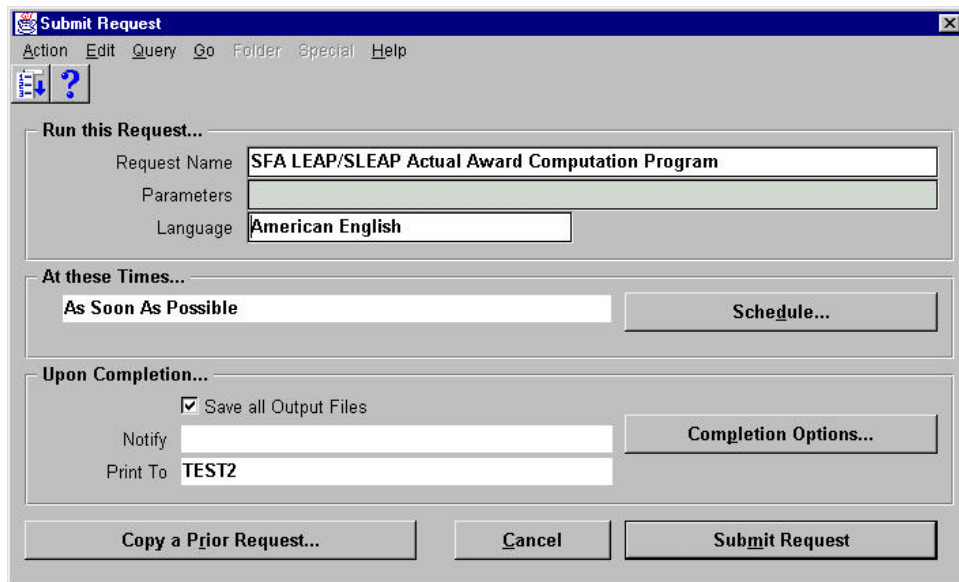 Submit Request
Action Edit Query Go Folder Special Help
Run this Request...
Request Name SFA LEAP/SLEAP Actual Award Computation Program
Parameters
Language American English
At these Times...
As Soon As Possible Schedule...
Upon Completion...
Save all Output Files
Notify Completion Options...
Print To TEST2
Copy a Prior Request... Cancel Submit Request